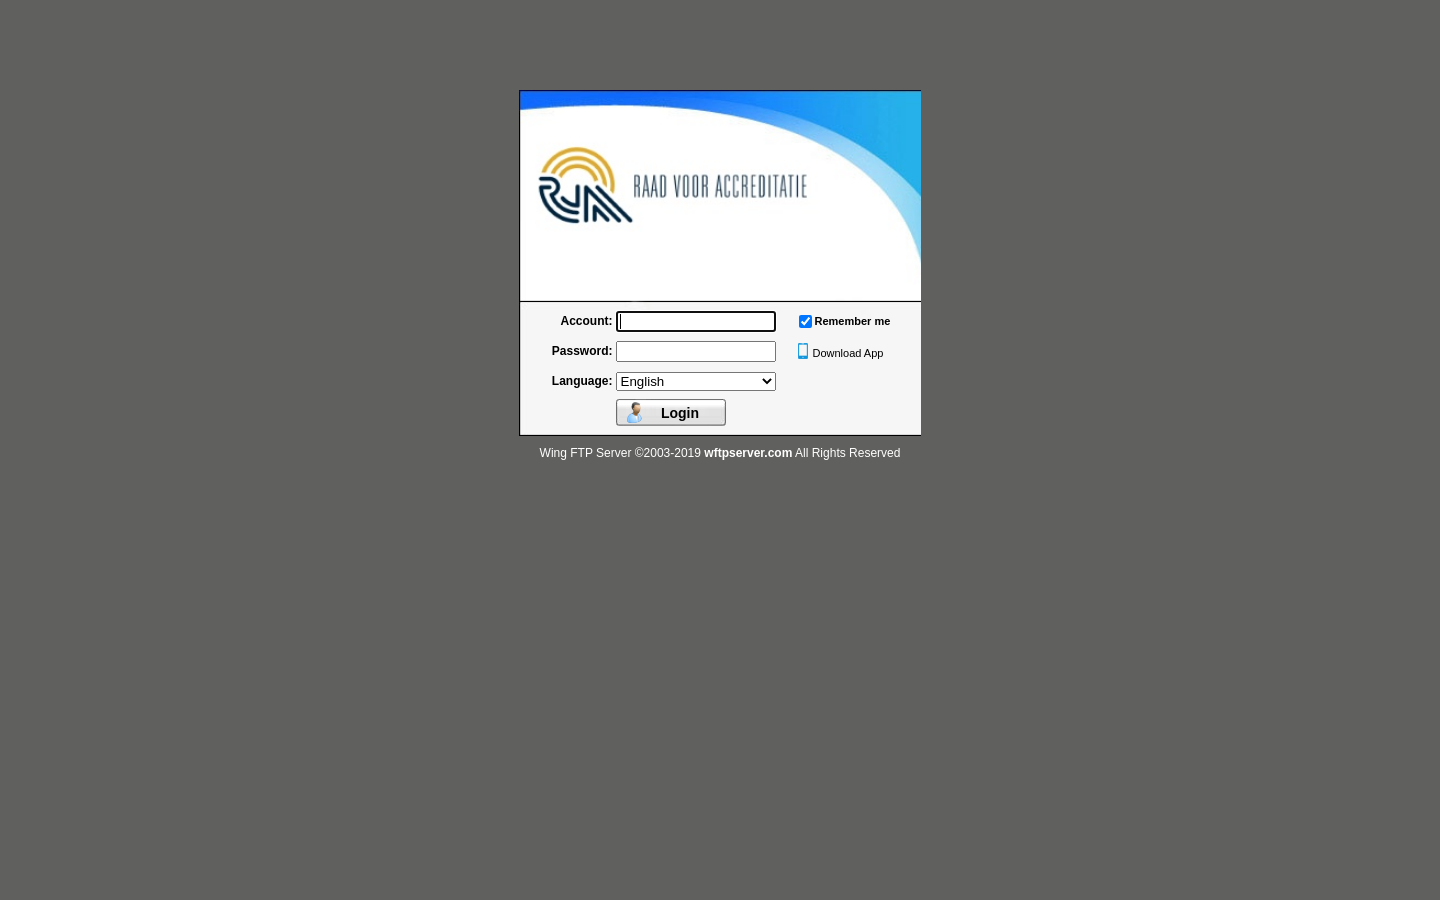 RAAD VOOR ACCREDITATIE
Account:
Remember me
Password:
Download App
Language: English
Login
Wing FTP Server ©2003-2019 wftpserver.com All Rights Reserved